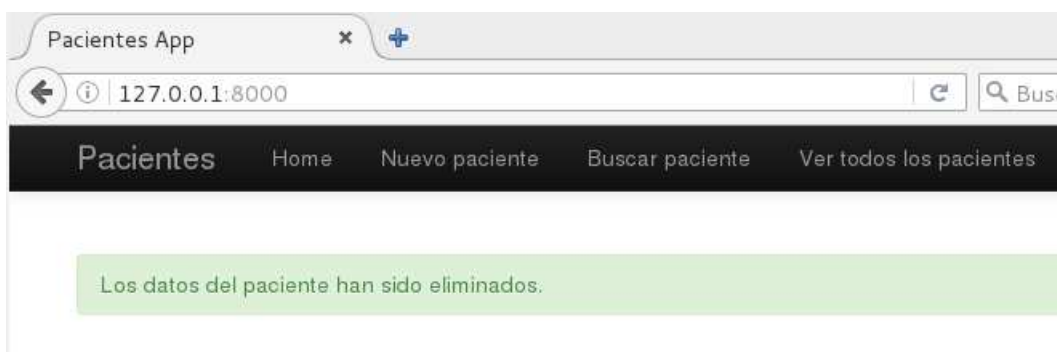 Pacientes App
127.0.0.1:8000
Pacientes Home Nuevo paciente Buscar paciente Ver todos los pacientes
Los datos del paciente han sido eliminados.